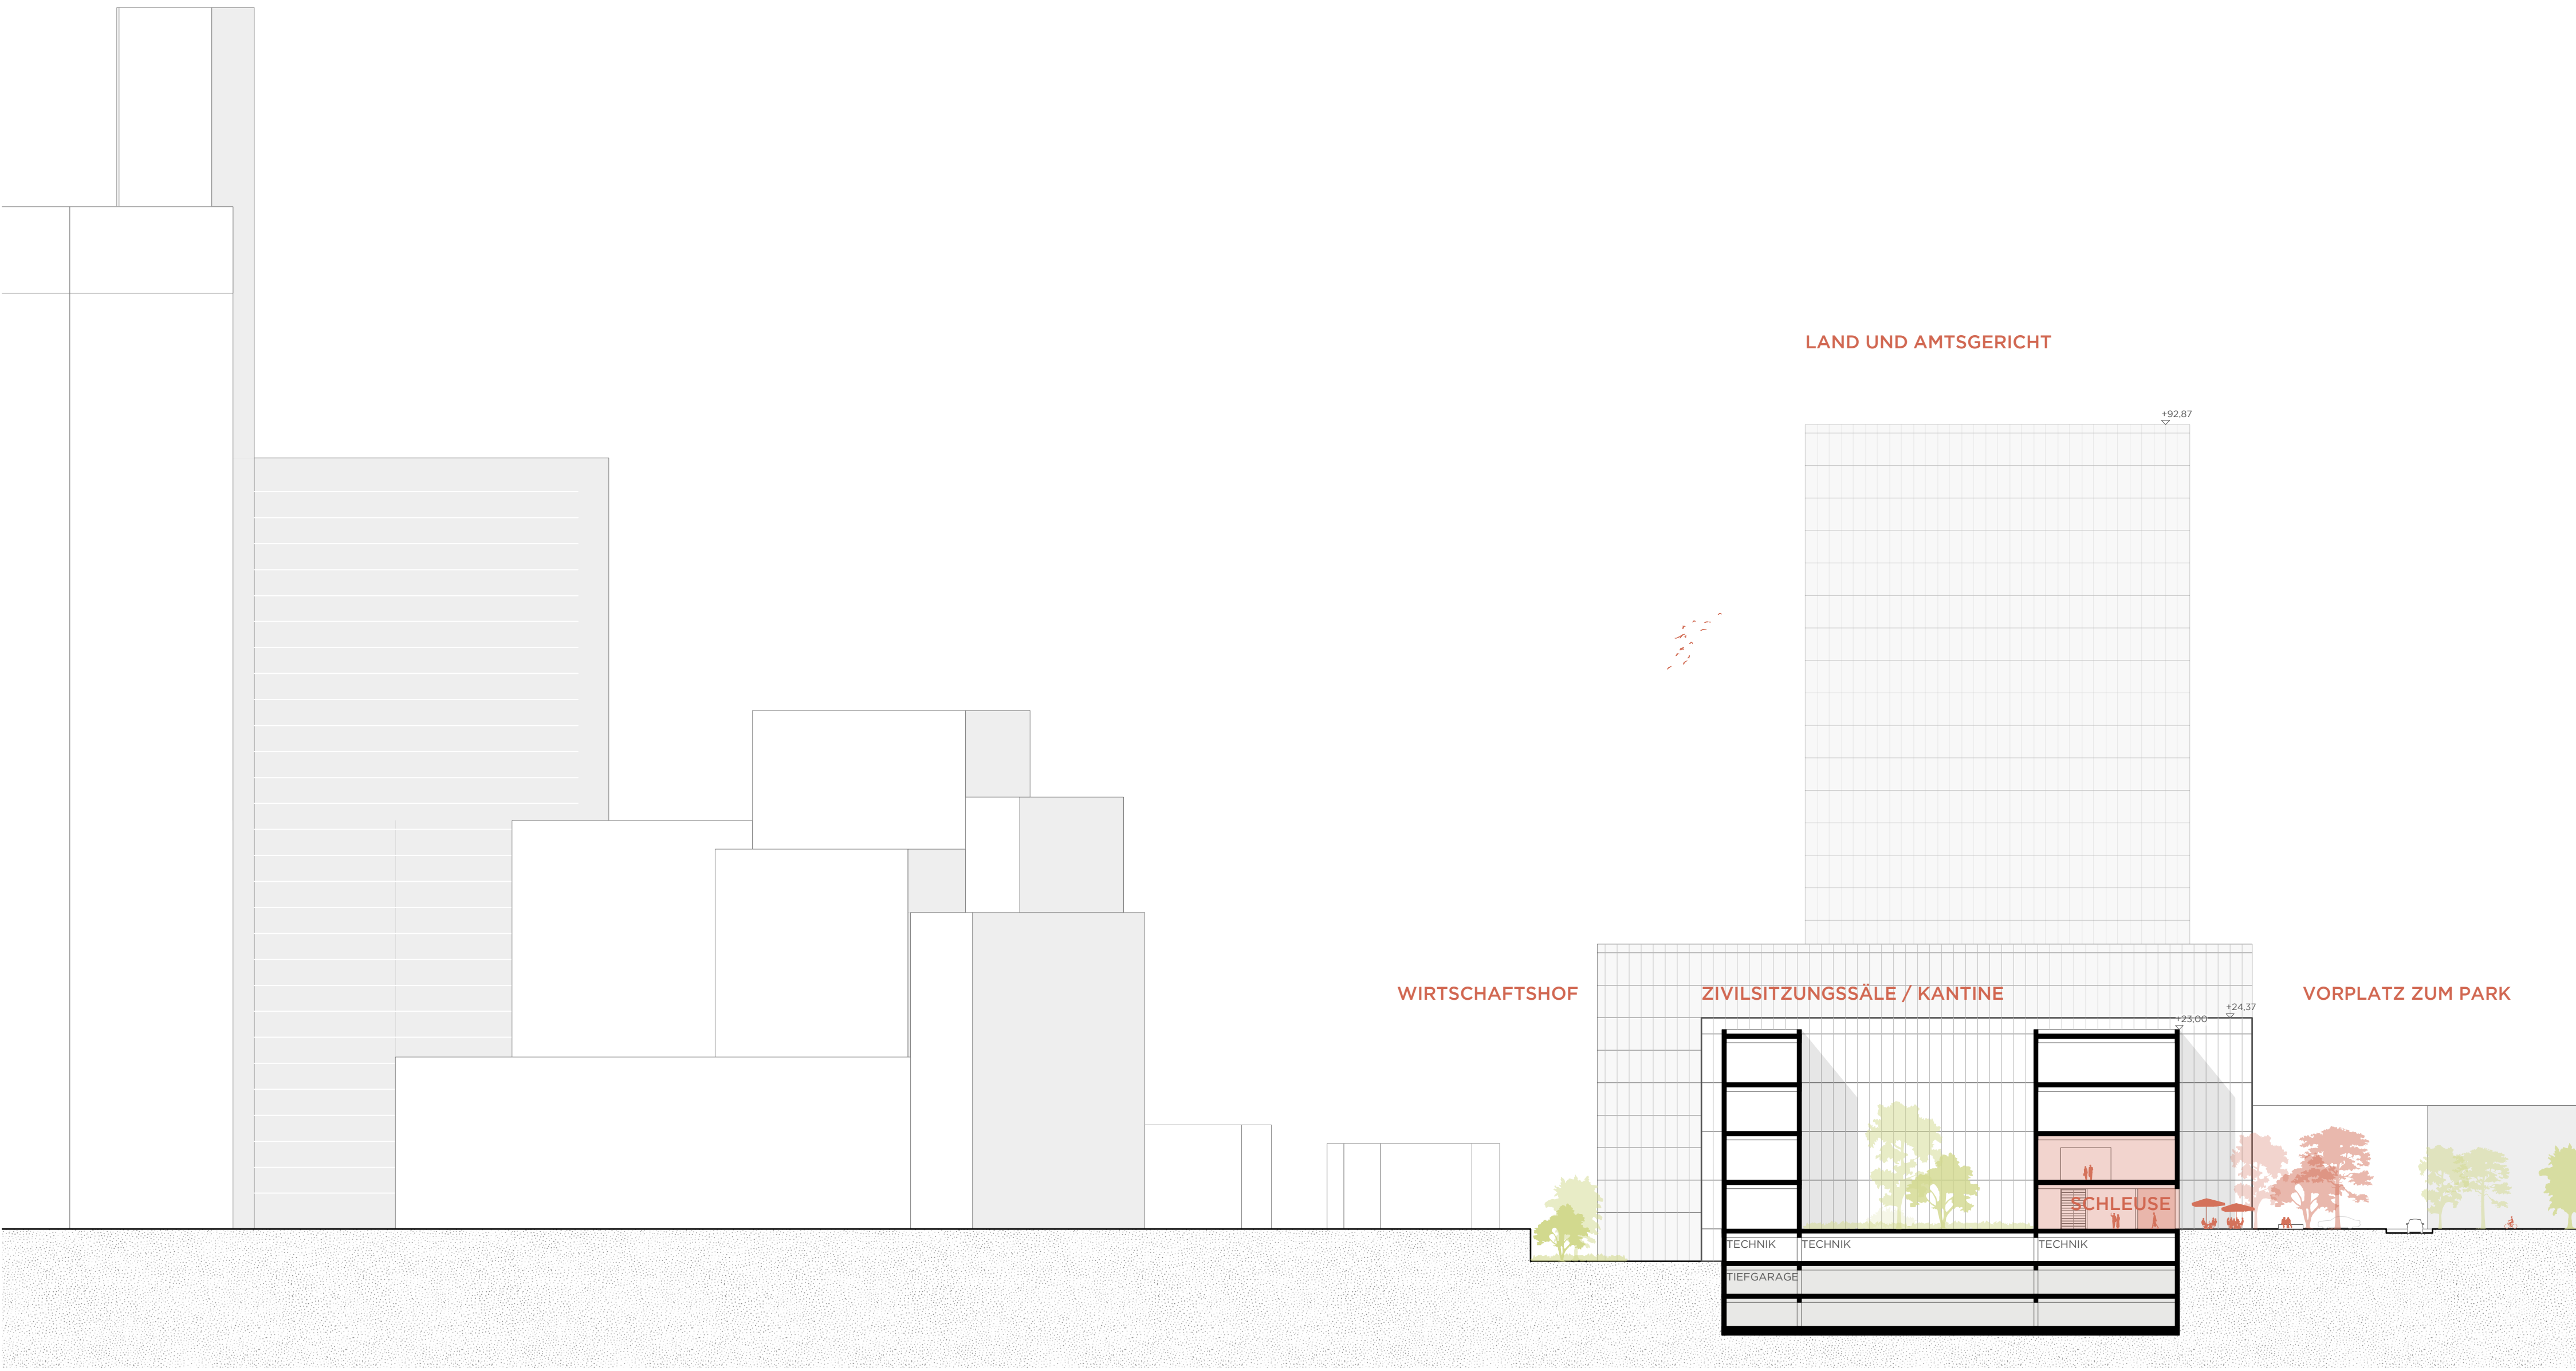 LAND UND AMTSGERICHT
+92,87
WIRTSCHAFTSHOF
ZIVILSITZUNGSSÄLE / KANTINE
VORPLATZ ZUM PARK
+24,37
+23,00
SCHLEUSE
TECHNIK
TECHNIK
TECHNIK
TIEFGARAGE